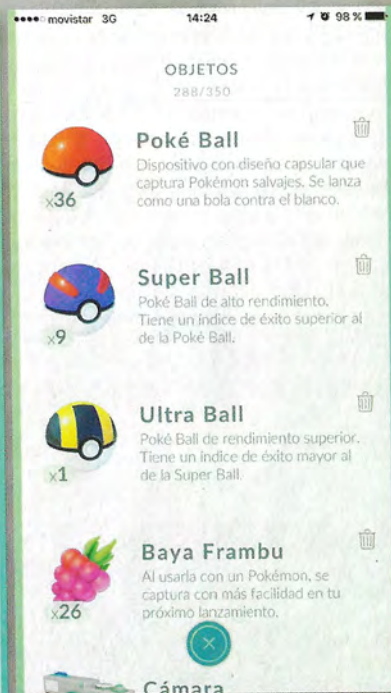 movistar 3G 14:24 98 %
OBJETOS
288/350
Poké Ball
Dispositivo con diseño capsular que
captura Pokémon salvajes. Se lanza
como una bola contra el blanco.
x36
Super Ball
Poké Ball de alto rendimiento.
Tiene un índice de éxito superior al
de la Poké Ball.
x9
Ultra Ball
Poké Ball de rendimiento superior.
Tiene un índice de éxito mayor al
de la Super Ball.
x1
Baya Frambu
Al usarla con un Pokémon, se
captura con más facilidad en tu
próximo lanzamiento.
x26
Cámara